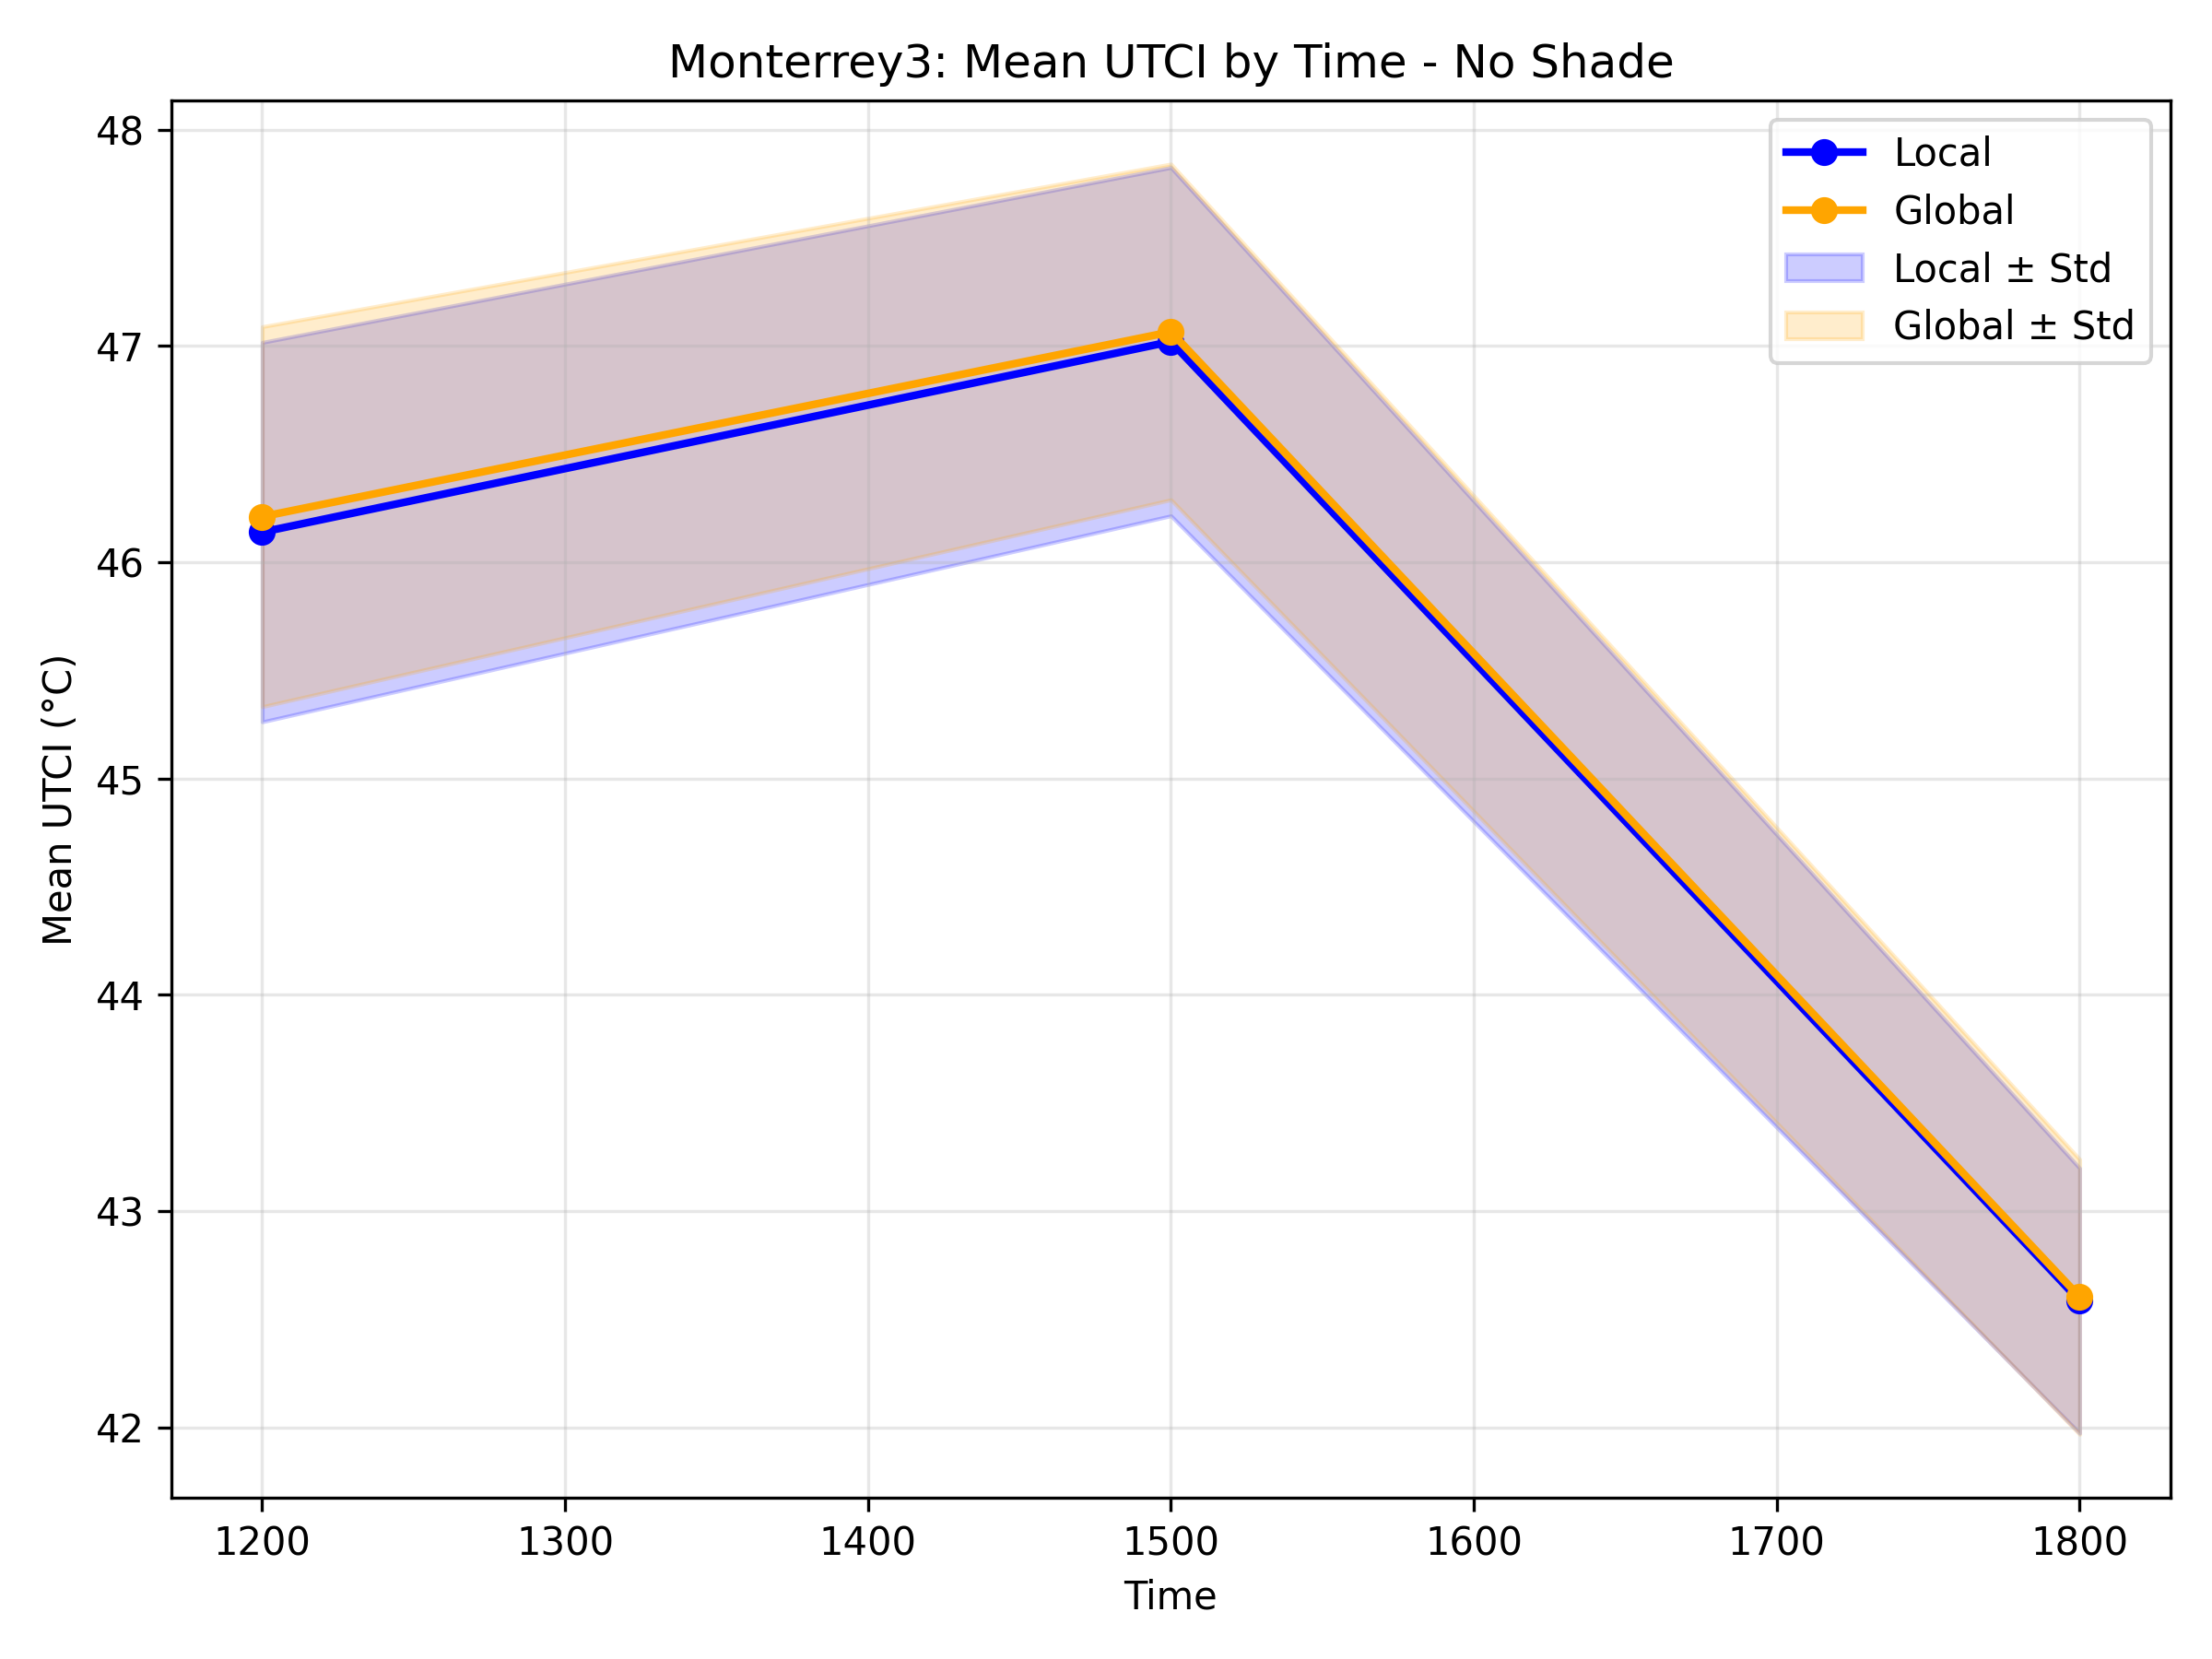 Monterrey3: Mean UTCI by Time - No Shade
Local
Global
Local ± Std
Global ± Std
Mean UTCI (°C)
48
47
46
45
44
43
42
1200 1300 1400 1500 1600 1700 1800
Time